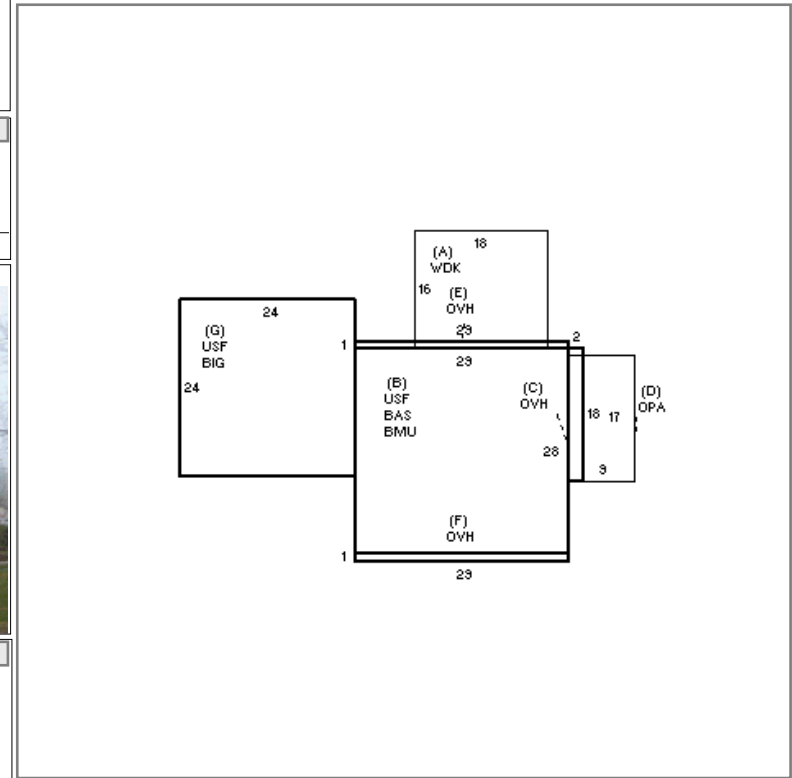 18
(A)
WDK
16
(E)
OVH
24
(G)
USF
BIG
24
1
29
2
29
(B)
USF
BAS
BMU
(C)
OVH
(D)
OPA
18
17
28
9
(F)
OVH
1
29